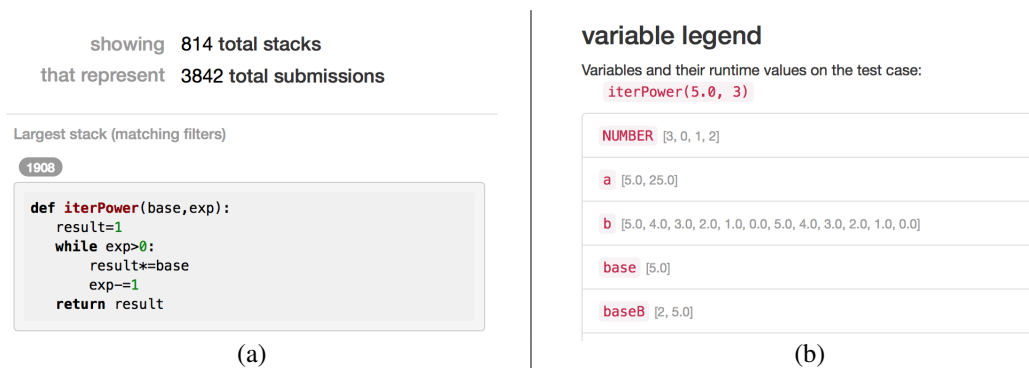 showing 814 total stacks
that represent 3842 total submissions
Largest stack (matching filters)
1908
def iterPower(base,exp):
    result=1
    while exp>0:
        result*=base
        exp-=1
    return result
(a)
variable legend
Variables and their runtime values on the test case:
iterPower(5.0, 3)
NUMBER [3, 0, 1, 2]
a [5.0, 25.0]
b [5.0, 4.0, 3.0, 2.0, 1.0, 0.0, 5.0, 4.0, 3.0, 2.0, 1.0, 0.0]
base [5.0]
baseB [2, 5.0]
(b)